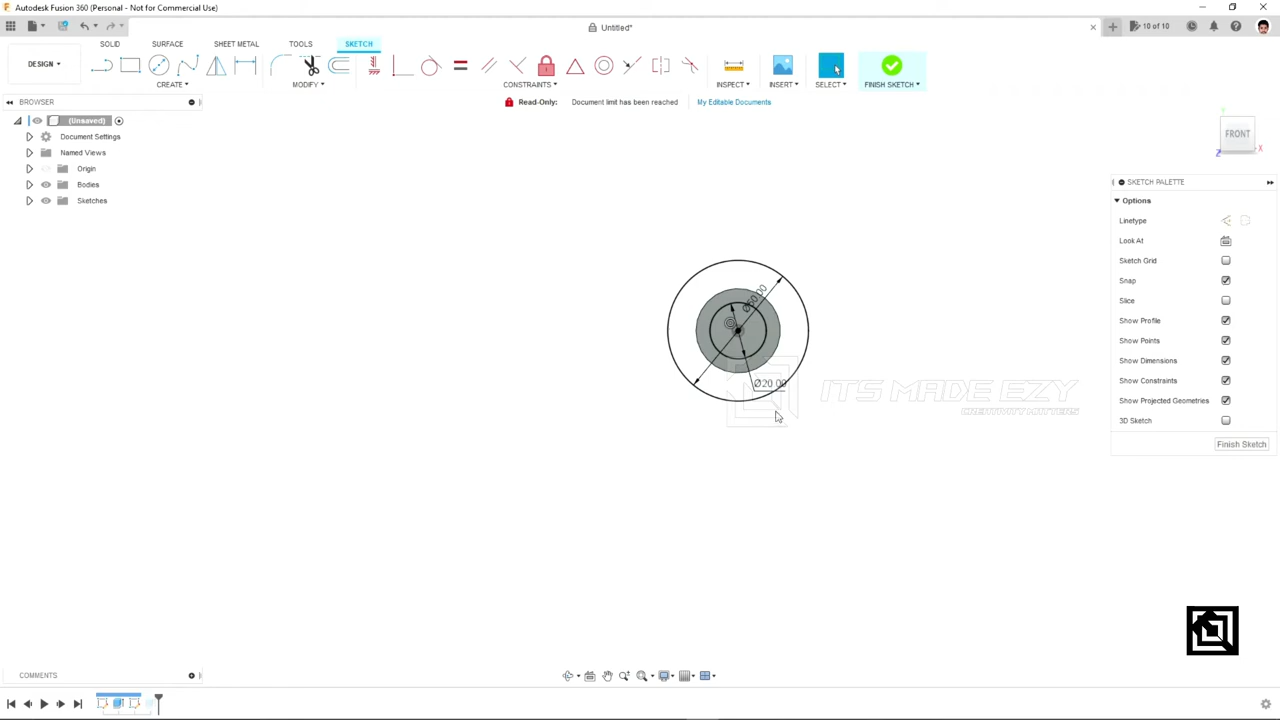 Autodesk Fusion 360 (Personal - Not for Commercial Use)
Untitled*
10 of 10
DESIGN
SOLID SURFACE SHEET METAL TOOLS SKETCH
CREATE MODIFY CONSTRAINTS INSPECT INSERT SELECT FINISH SKETCH
BROWSER
Read-Only: Document limit has been reached My Editable Documents
(Unsaved)
Document Settings
Named Views
Origin
Bodies
Sketches
FRONT
X
Z
Y
SKETCH PALETTE
Options
Linetype
Look At
Sketch Grid
Snap
Slice
Show Profile
Show Points
Show Dimensions
Show Constraints
Show Projected Geometries
3D Sketch
Finish Sketch
Ø50.00
Ø20.00
ITS MADE EZY
COMMENTS